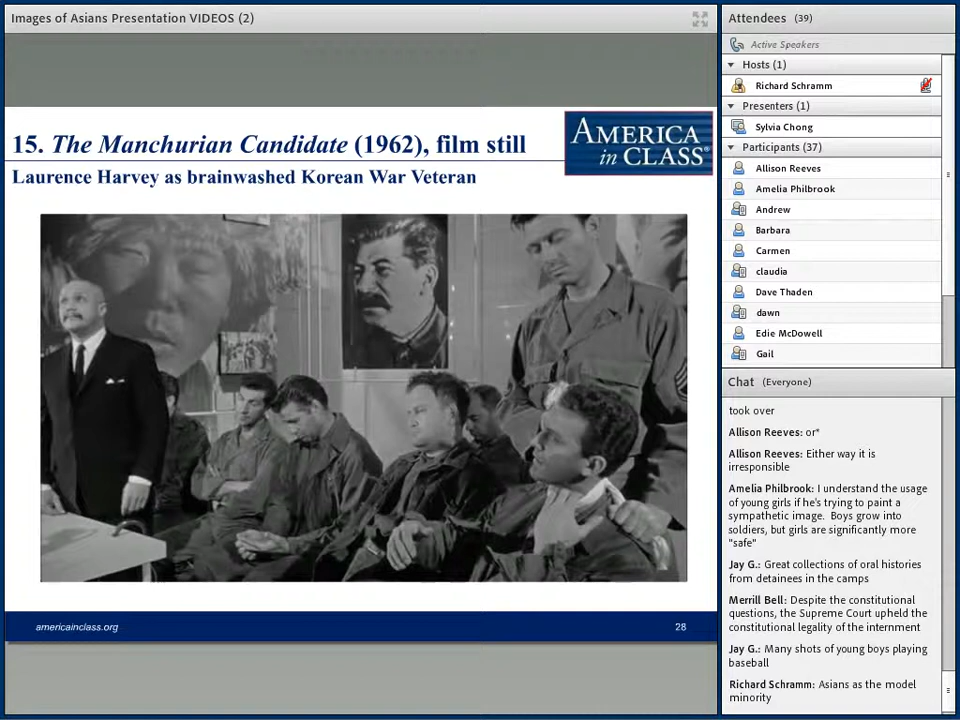 Images of Asians Presentation VIDEOS (2)
15. The Manchurian Candidate (1962), film still
Laurence Harvey as brainwashed Korean War Veteran
AMERICA
in CLASS®
americainclass.org
28
Attendees (39)
Active Speakers
Hosts (1)
Richard Schramm
Presenters (1)
Sylvia Chong
Participants (37)
Allison Reeves
Amelia Philbrook
Andrew
Barbara
Carmen
claudia
Dave Thaden
dawn
Edie McDowell
Gail
Chat (Everyone)
took over
Allison Reeves: or*
Allison Reeves: Either way it is
irresponsible
Amelia Philbrook: I understand the usage
of young girls if he's trying to paint a
sympathetic image. Boys grow into
soldiers, but girls are significantly more
"safe"
Jay G.: Great collections of oral histories
from detainees in the camps
Merrill Bell: Despite the constitutional
questions, the Supreme Court upheld the
constitutional legality of the internment
Jay G.: Many shots of young boys playing
baseball
Richard Schramm: Asians as the model
minority